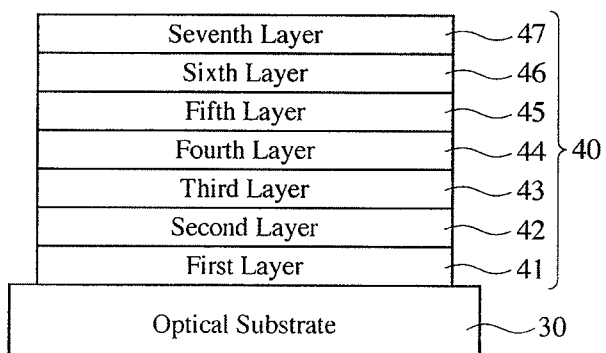 Seventh Layer 47
Sixth Layer 46
Fifth Layer 45
Fourth Layer 44 40
Third Layer 43
Second Layer 42
First Layer 41
Optical Substrate 30